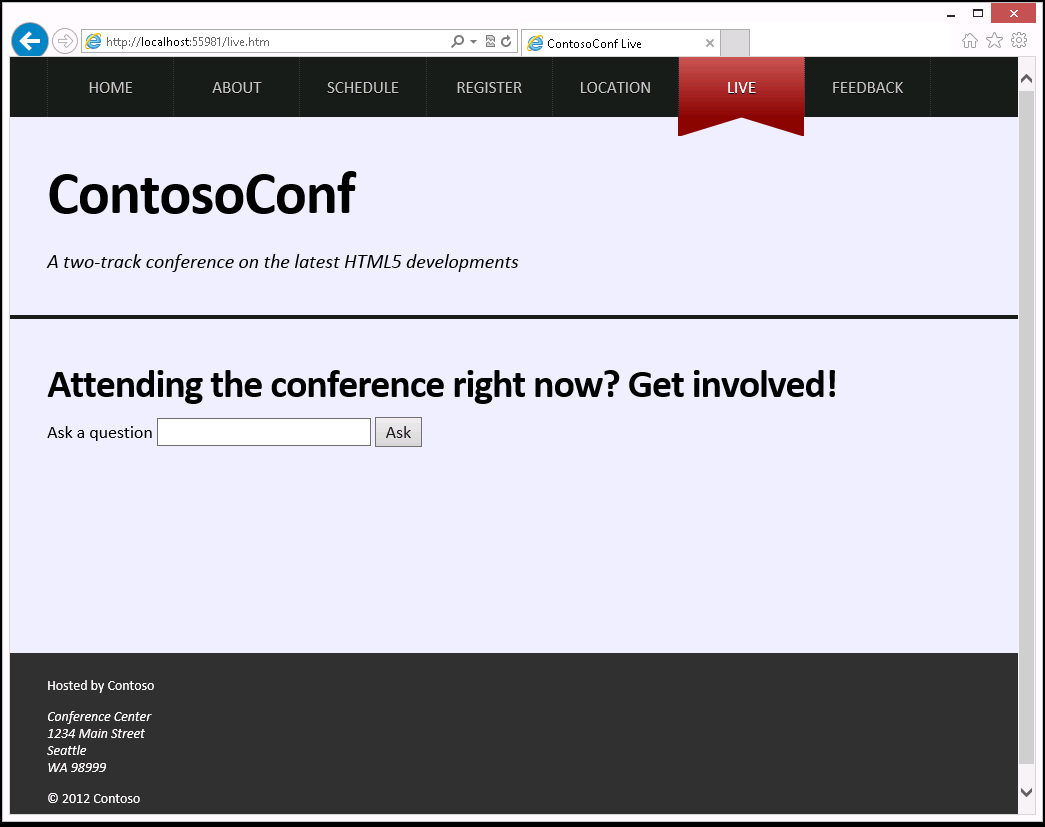 http://localhost:55981/live.htm
ContosoConf Live
HOME ABOUT SCHEDULE REGISTER LOCATION LIVE FEEDBACK
ContosoConf
A two-track conference on the latest HTML5 developments
Attending the conference right now? Get involved!
Ask a question Ask
Hosted by Contoso
Conference Center
1234 Main Street
Seattle
WA 98999
© 2012 Contoso